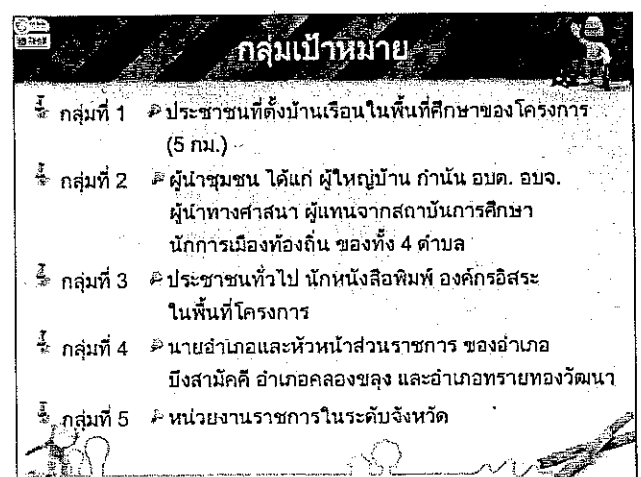 กลุ่มเป้าหมาย
กลุ่มที่ 1 ประชาชนที่ตั้งบ้านเรือนในพื้นที่ศึกษาของโครงการ
(5 กม.)
กลุ่มที่ 2 ผู้นำชุมชน ได้แก่ ผู้ใหญ่บ้าน กำนัน อบต. อบจ.
ผู้นำทางศาสนา ผู้แทนจากสถาบันการศึกษา
นักการเมืองท้องถิ่น ของทั้ง 4 ตำบล
กลุ่มที่ 3 ประชาชนทั่วไป นักหนังสือพิมพ์ องค์กรอิสระ
ในพื้นที่โครงการ
กลุ่มที่ 4 นายอำเภอและหัวหน้าส่วนราชการ ของอำเภอ
บึงสามัคคี อำเภอคลองขลุง และอำเภอทรายทองวัฒนา
กลุ่มที่ 5 หน่วยงานราชการในระดับจังหวัด